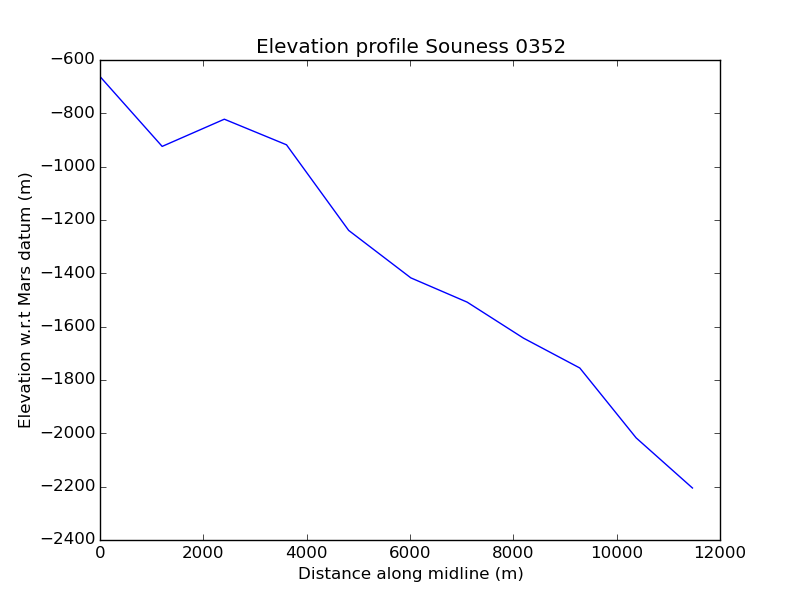 Elevation profile Souness 0352
−600
−800
−1000
−1200
−1400
−1600
−1800
−2000
−2200
−2400
Elevation w.r.t Mars datum (m)
0 2000 4000 6000 8000 10000 12000
Distance along midline (m)